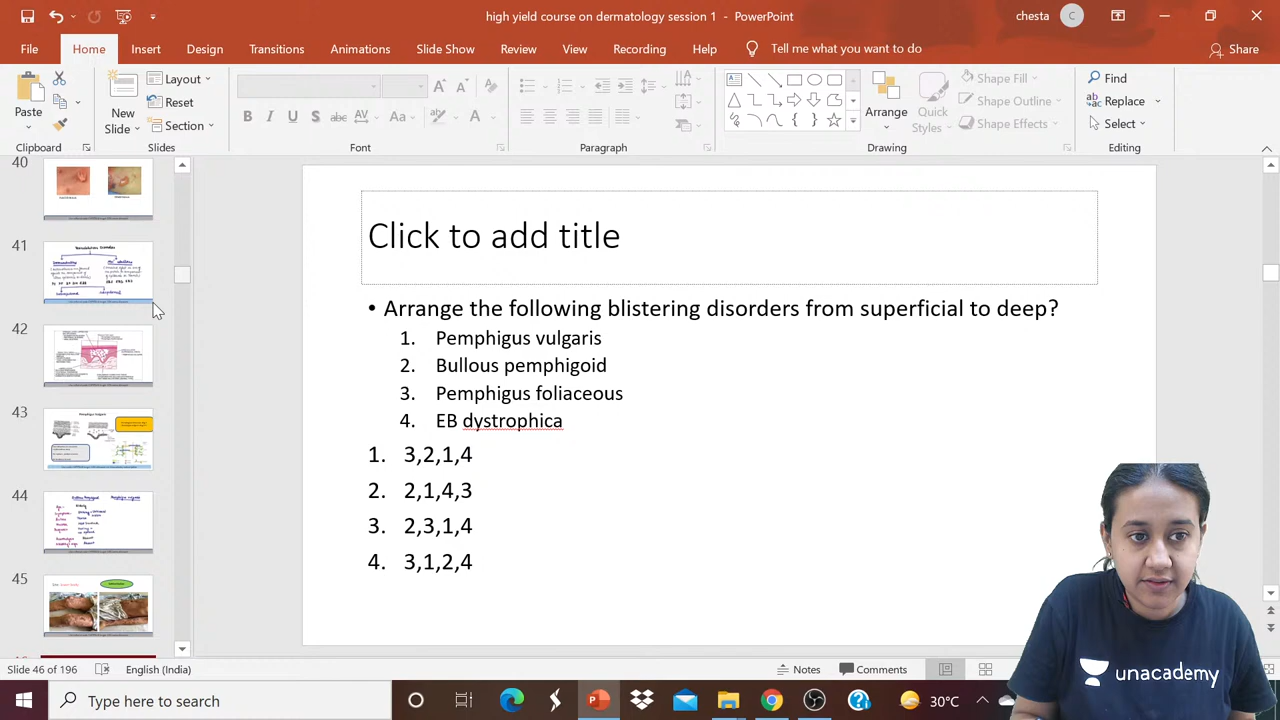 high yield course on dermatology session 1 - PowerPoint
chesta
C
File
Home
Insert
Design
Transitions
Animations
Slide Show
Review
View
Recording
Help
Tell me what you want to do
Share
Paste
New Slide
Layout
Reset
Section
B I U S abc AV Aa
A
Arrange
Quick Styles
Shape Fill
Shape Outline
Shape Effects
Find
Replace
Select
Clipboard
Slides
Font
Paragraph
Drawing
Editing
40
41
42
43
44
45
Click to add title
• Arrange the following blistering disorders from superficial to deep?
1. Pemphigus vulgaris
2. Bullous pemphigoid
3. Pemphigus foliaceous
4. EB dystrophica
1. 3,2,1,4
2. 2,1,4,3
3. 2,3,1,4
4. 3,1,2,4
unacademy
Slide 46 of 196
English (India)
Notes
Comments
Type here to search
30°C